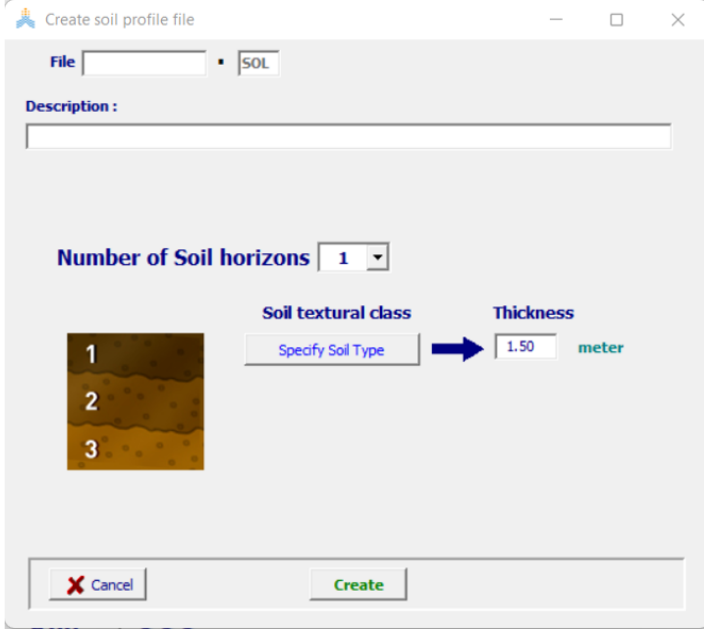 Create soil profile file
File . SOL
Description :
Number of Soil horizons 1
Soil textural class Thickness
Specify Soil Type 1.50 meter
1
2
3
Cancel Create